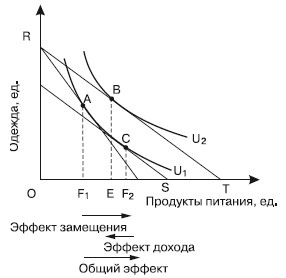 R
Одежда, ед.
A
B
U₂
C
U₁
O
F₁
E
F₂
S
T
Продукты питания, ед.
Эффект замещения
Эффект дохода
Общий эффект